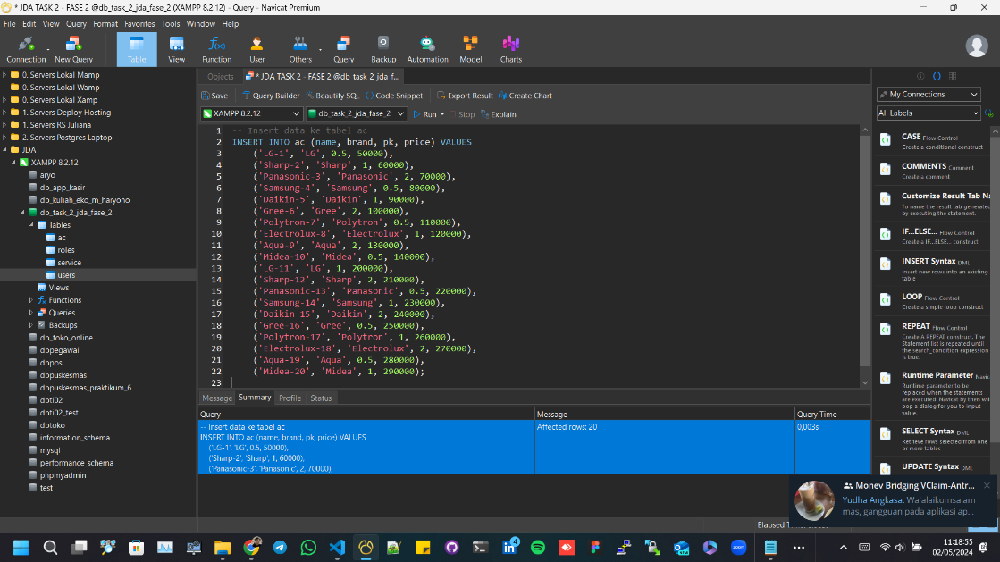 * JDA TASK 2 - FASE 2 @db_task_2_jda_fase_2 (XAMPP 8.2.12) - Query - Navicat Premium
File Edit View Query Format Favorites Tools Window Help
Connection New Query Table View Function User Others Query Backup Automation Model Charts
0. Servers Lokal Mamp
0. Servers Lokal Wamp
0. Servers Lokal Xamp
1. Servers Deploy Hosting
1. Servers RS Juliana
2. Servers Postgres Laptop
JDA
XAMPP 8.2.12
aryo
db_app_kasir
db_kuliah_eko_m_haryono
db_task_2_jda_fase_2
Tables
ac
roles
service
users
Views
Functions
Queries
Backups
db_toko_online
dbpegawai
dbpos
dbpuskesmas
dbpuskesmas_praktikum_6
dbti02
dbti02_test
dbtoko
information_schema
mysql
performance_schema
phpmyadmin
test
Objects * JDA TASK 2 - FASE 2 @db_task_2_jda_f...
Save Query Builder Beautify SQL Code Snippet Export Result Create Chart
XAMPP 8.2.12 db_task_2_jda_fase_2 Run Stop Explain
1 -- Insert data ke tabel ac
2 INSERT INTO ac (name, brand, pk, price) VALUES
3 ('LG-1', 'LG', 0.5, 50000),
4 ('Sharp-2', 'Sharp', 1, 60000),
5 ('Panasonic-3', 'Panasonic', 2, 70000),
6 ('Samsung-4', 'Samsung', 0.5, 80000),
7 ('Daikin-5', 'Daikin', 1, 90000),
8 ('Gree-6', 'Gree', 2, 100000),
9 ('Polytron-7', 'Polytron', 0.5, 110000),
10 ('Electrolux-8', 'Electrolux', 1, 120000),
11 ('Aqua-9', 'Aqua', 2, 130000),
12 ('Midea-10', 'Midea', 0.5, 140000),
13 ('LG-11', 'LG', 1, 200000),
14 ('Sharp-12', 'Sharp', 2, 210000),
15 ('Panasonic-13', 'Panasonic', 0.5, 220000),
16 ('Samsung-14', 'Samsung', 1, 230000),
17 ('Daikin-15', 'Daikin', 2, 240000),
18 ('Gree-16', 'Gree', 0.5, 250000),
19 ('Polytron-17', 'Polytron', 1, 260000),
20 ('Electrolux-18', 'Electrolux', 2, 270000),
21 ('Aqua-19', 'Aqua', 0.5, 280000),
22 ('Midea-20', 'Midea', 1, 290000);
23
Message Summary Profile Status
Query Message Query Time
-- Insert data ke tabel ac Affected rows: 20 0,003s
INSERT INTO ac (name, brand, pk, price) VALUES
('LG-1', 'LG', 0.5, 50000),
('Sharp-2', 'Sharp', 1, 60000),
('Panasonic-3', 'Panasonic', 2, 70000),
My Connections
All Labels
CASE Flow Control
Create a conditional construct
COMMENTS Comment
Create a comment
Customize Result Tab Na
To name the result tab generated
by executing the statement.
IF...ELSE... Flow Control
Create a IF...ELSE... construct
INSERT Syntax DML
Insert new rows into an existing
table
LOOP Flow Control
Create a simple loop construct
REPEAT Flow Control
Create A REPEAT construct. The
Statement list is repeated until
the search_condition expression
is true.
Runtime Parameter Navic
Runtime parameter to be
replaced when the statements
are executed. Navicat by then will
pop a dialog for you to input
value.
SELECT Syntax DML
Retrieve rows selected from one
or more tables
UPDATE Syntax DML
Monev Bridging VClaim-Antr...
Yudha Angkasa: Wa'alaikumsalam
mas, gangguan pada aplikasi ap...
Elapsed
4
zoom
11:18:55
02/05/2024